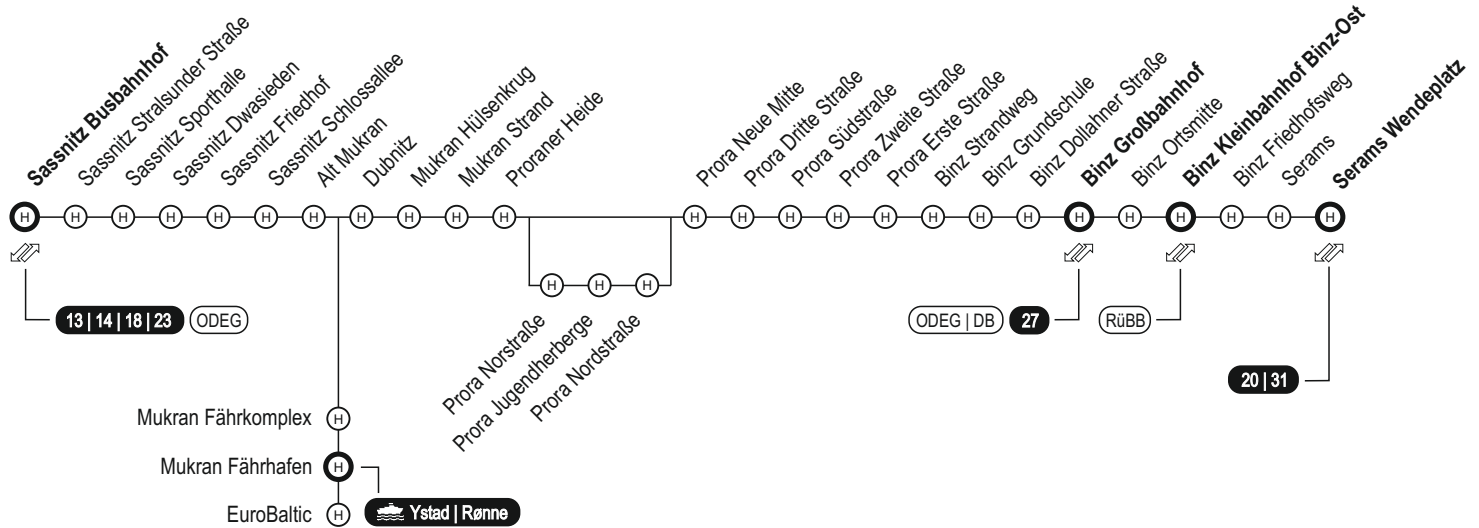 Sassnitz Busbahnhof
Sassnitz Stralsunder Straße
Sassnitz Sporthalle
Sassnitz Dwasieden
Sassnitz Friedhof
Sassnitz Schlossallee
Alt Mukran
Dubnitz
Mukran Hülsenkrug
Mukran Strand
Proraner Heide
Prora Neue Mitte
Prora Dritte Straße
Prora Südstraße
Prora Zweite Straße
Prora Erste Straße
Binz Strandweg
Binz Grundschule
Binz Dollahner Straße
Binz Großbahnhof
Binz Ortsmitte
Binz Kleinbahnhof Binz-Ost
Binz Friedhofsweg
Serams
Serams Wendeplatz
H H H H H H H H H H H H H H H H H H H H H H H H H
H H H
13 | 14 | 18 | 23 ODEG
ODEG | DB 27
RüBB
20 | 31
Prora Norstraße
Prora Jugendherberge
Prora Nordstraße
Mukran Fährkomplex H
Mukran Fährhafen H
EuroBaltic H
Ystad | Rønne